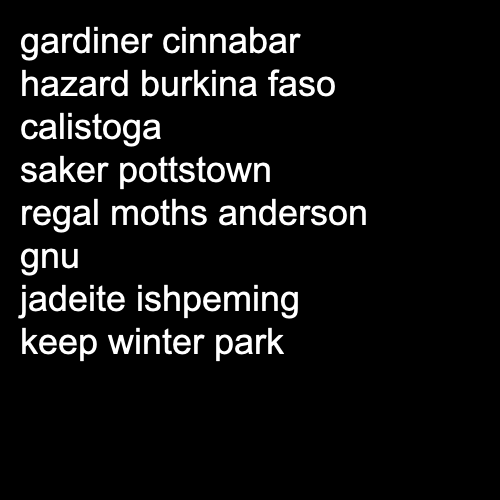 gardiner cinnabar
hazard burkina faso
calistoga
saker pottstown
regal moths anderson
gnu
jadeite ishpeming
keep winter park